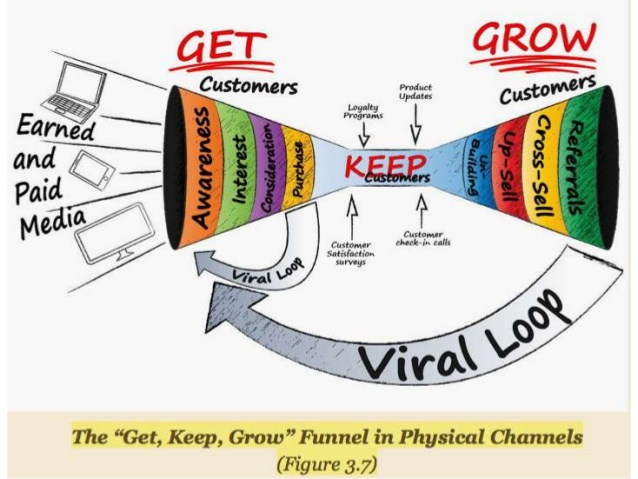 GET
Customers
GROW
Customers
Earned
and
Paid
Media
Awareness
Interest
Consideration
Purchase
Loyalty
Programs
Product
Updates
KEEP
Customers
Customer
Satisfaction
surveys
Customer
check-in calls
Un-
Building
Up-Sell
Cross-Sell
Referrals
Viral Loop
Viral Loop
The “Get, Keep, Grow” Funnel in Physical Channels
(Figure 3.7)